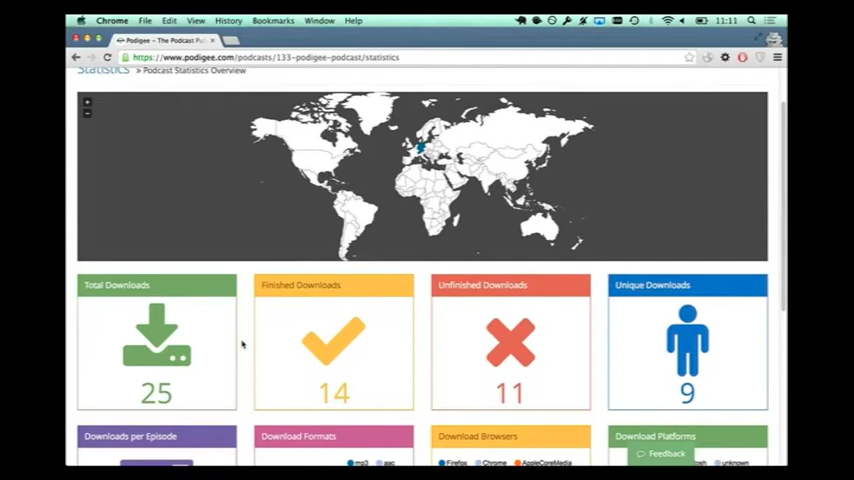 Chrome File Edit View History Bookmarks Window Help 11:11
Podigee – The Podcast Pu
https://www.podigee.com/podcasts/133-podigee-podcast/statistics
Statistics » Podcast Statistics Overview
+
−
Total Downloads Finished Downloads Unfinished Downloads Unique Downloads
25 14 11 9
Downloads per Episode Download Formats Download Browsers Download Platforms
mp3 aac Firefox Chrome AppleCoreMedia unknown
Feedback